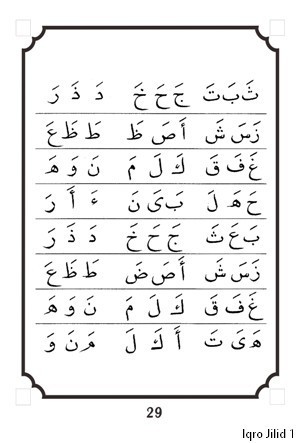 ثَ بَ تَ جَ حَ خَ دَ ذَ رَ
زَ سَ شَ أَ صَ ظَ طَ ظَ عَ
غَ فَ قَ كَ لَ مَ نَ وَ هَ
حَ هَ لَ بَ یَ نَ ءَ أَ رَ
بَ عَ ثَ جَ حَ خَ دَ ذَ رَ
زَ سَ شَ أَ صَ ضَ طَ ظَ عَ
غَ فَ قَ كَ لَ مَ نَ وَ هَ
هَ یَ تَ أَ كَ لَ مَ نَ وَ
29
Iqro Jilid 1